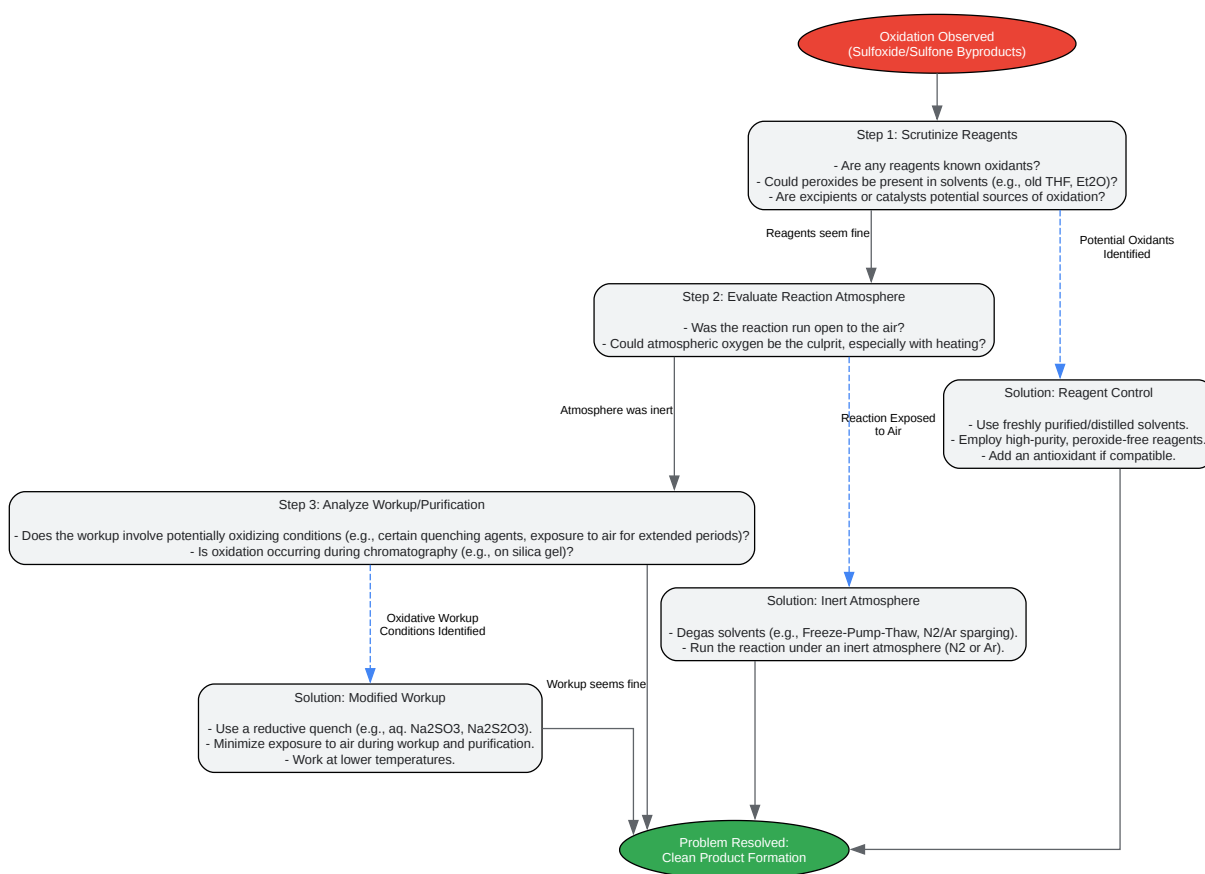 Oxidation Observed
(Sulfoxide/Sulfone Byproducts)
Step 1: Scrutinize Reagents
- Are any reagents known oxidants?
- Could peroxides be present in solvents (e.g., old THF, Et2O)?
- Are excipients or catalysts potential sources of oxidation?
Reagents seem fine
Potential Oxidants
Identified
Step 2: Evaluate Reaction Atmosphere
- Was the reaction run open to the air?
- Could atmospheric oxygen be the culprit, especially with heating?
Atmosphere was inert
Reaction Exposed
to Air
Solution: Reagent Control
- Use freshly purified/distilled solvents.
- Employ high-purity, peroxide-free reagents.
- Add an antioxidant if compatible.
Step 3: Analyze Workup/Purification
- Does the workup involve potentially oxidizing conditions (e.g., certain quenching agents, exposure to air for extended periods)?
- Is oxidation occurring during chromatography (e.g., on silica gel)?
Oxidative Workup
Conditions Identified
Solution: Inert Atmosphere
- Degas solvents (e.g., Freeze-Pump-Thaw, N2/Ar sparging).
- Run the reaction under an inert atmosphere (N2 or Ar).
Workup seems fine
Solution: Modified Workup
- Use a reductive quench (e.g., aq. Na2SO3, Na2S2O3).
- Minimize exposure to air during workup and purification.
- Work at lower temperatures.
Problem Resolved:
Clean Product Formation